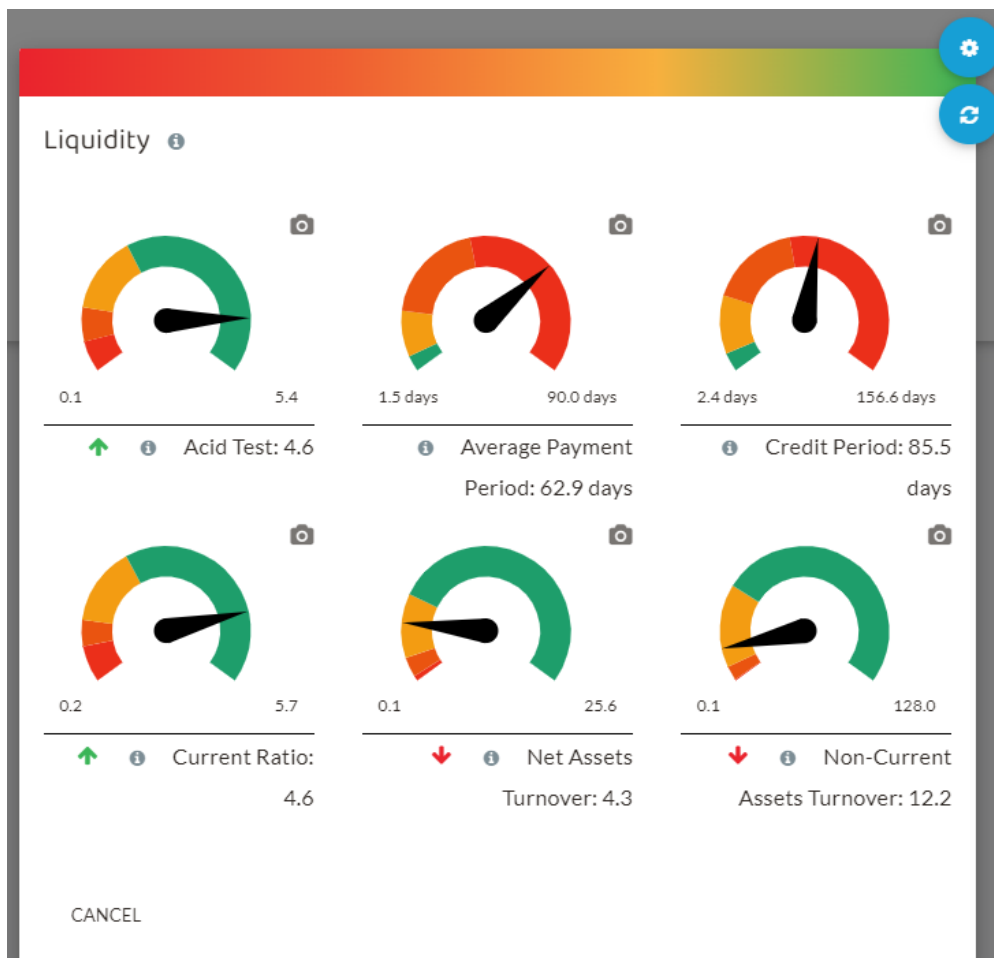 Liquidity
0.1 5.4
Acid Test: 4.6
1.5 days 90.0 days
Average Payment
Period: 62.9 days
2.4 days 156.6 days
Credit Period: 85.5
days
0.2 5.7
Current Ratio:
4.6
0.1 25.6
Net Assets
Turnover: 4.3
0.1 128.0
Non-Current
Assets Turnover: 12.2
CANCEL